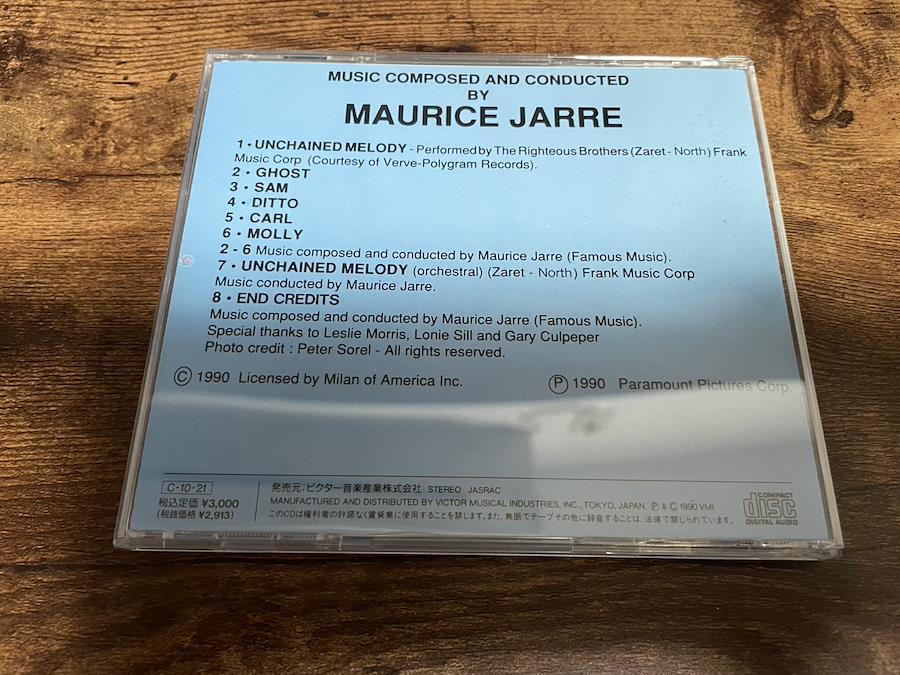 MUSIC COMPOSED AND CONDUCTED
BY
MAURICE JARRE
1・UNCHAINED MELODY - Performed by The Righteous Brothers (Zaret - North) Frank
Music Corp (Courtesy of Verve-Polygram Records).
2・GHOST
3・SAM
4・DITTO
5・CARL
6・MOLLY
2 - 6 Music composed and conducted by Maurice Jarre (Famous Music).
7・UNCHAINED MELODY (orchestral) (Zaret - North) Frank Music Corp
Music conducted by Maurice Jarre.
8・END CREDITS
Music composed and conducted by Maurice Jarre (Famous Music).
Special thanks to Leslie Morris, Lonie Sill and Gary Culpeper
Photo credit : Peter Sorel - All rights reserved.
Ⓒ 1990 Licensed by Milan of America Inc. Ⓟ 1990 Paramount Pictures Corp.
C・10・21
税込定価 ¥3,000
(税抜価格 ¥2,913)
発売元：ビクター音楽産業株式会社 STEREO JASRAC
MANUFACTURED AND DISTRIBUTED BY VICTOR MUSICAL INDUSTRIES, INC., TOKYO, JAPAN. Ⓟ & Ⓒ 1990 VMI
このCDは権利者の許諾なく賃貸業に使用することを禁じます。また、無断でテープその他に録音することは、法律で禁じられています。
COMPACT
disc
DIGITAL AUDIO